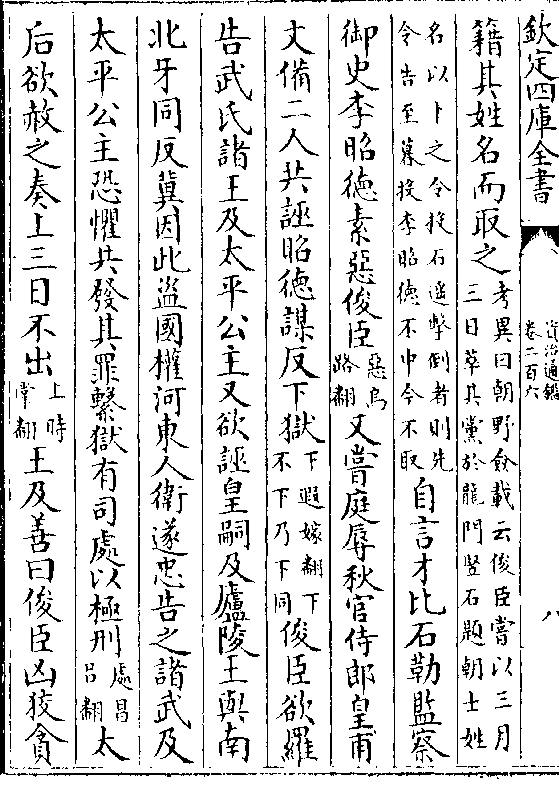 欽定四庫全書
資治通鑑
卷二百六
八
籍其姓名而取之考異曰朝野僉載云俊臣嘗以三月三日萃其黨於龍門竪石題朝士姓
名以卜之令投石遥擊倒者則先令告至暮投李昭德不中今不取自言才比石勒監察
御史李昭德素惡俊臣惡烏路翻又嘗庭辱秋官侍郎皇甫
文備二人共誣昭德謀反下獄下遐嫁翻下不下乃下同俊臣欲羅
告武氏諸王及太平公主又欲誣皇嗣及廬陵王與南
北牙同反冀因此盗國權河東人衛遂忠告之諸武及
太平公主恐懼共發其罪繫獄有司處以極刑處昌吕翻太
后欲赦之奏上三日不出上時掌翻王及善曰俊臣凶狡貪